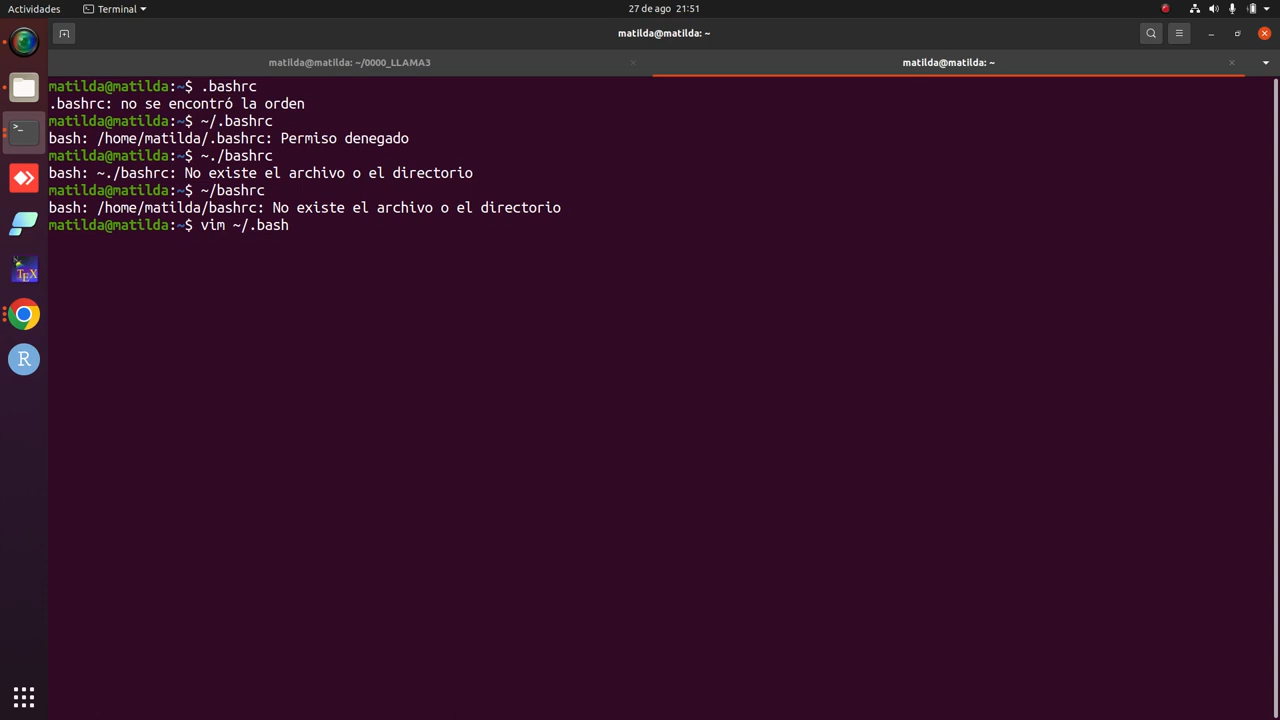 Actividades
Terminal
27 de ago 21:51
matilda@matilda: ~
matilda@matilda: ~/0000_LLAMA3
matilda@matilda: ~
matilda@matilda:~$ .bashrc
.bashrc: no se encontró la orden
matilda@matilda:~$ ~/.bashrc
bash: /home/matilda/.bashrc: Permiso denegado
matilda@matilda:~$ ~./bashrc
bash: ~./bashrc: No existe el archivo o el directorio
matilda@matilda:~$ ~/bashrc
bash: /home/matilda/bashrc: No existe el archivo o el directorio
matilda@matilda:~$ vim ~/.bash
TEX
R